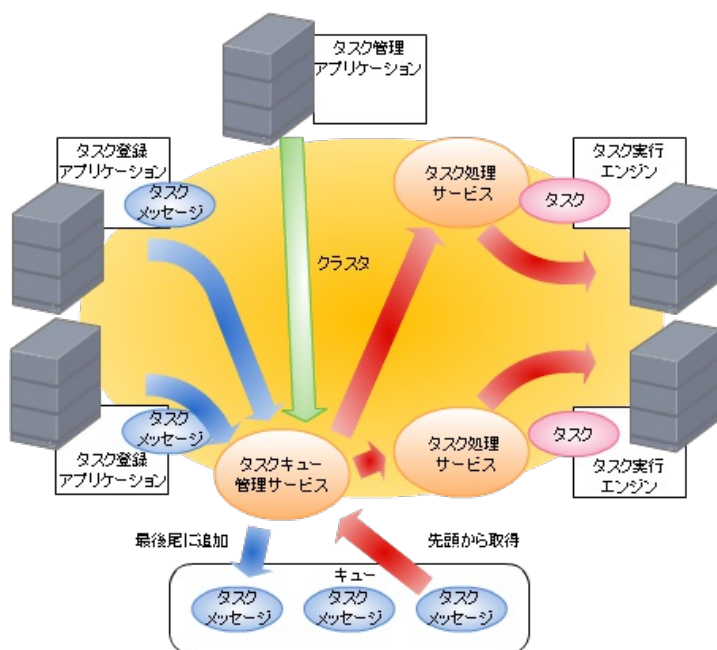 タスク管理
アプリケーション
タスク登録
アプリケーション
タスク
メッセージ
タスク処理
サービス
タスク実行
エンジン
タスク
クラスタ
タスク
メッセージ
タスク登録
アプリケーション
タスクキュー
管理サービス
タスク処理
サービス
タスク
タスク実行
エンジン
最後尾に追加
先頭から取得
キュー
タスク
メッセージ
タスク
メッセージ
タスク
メッセージ